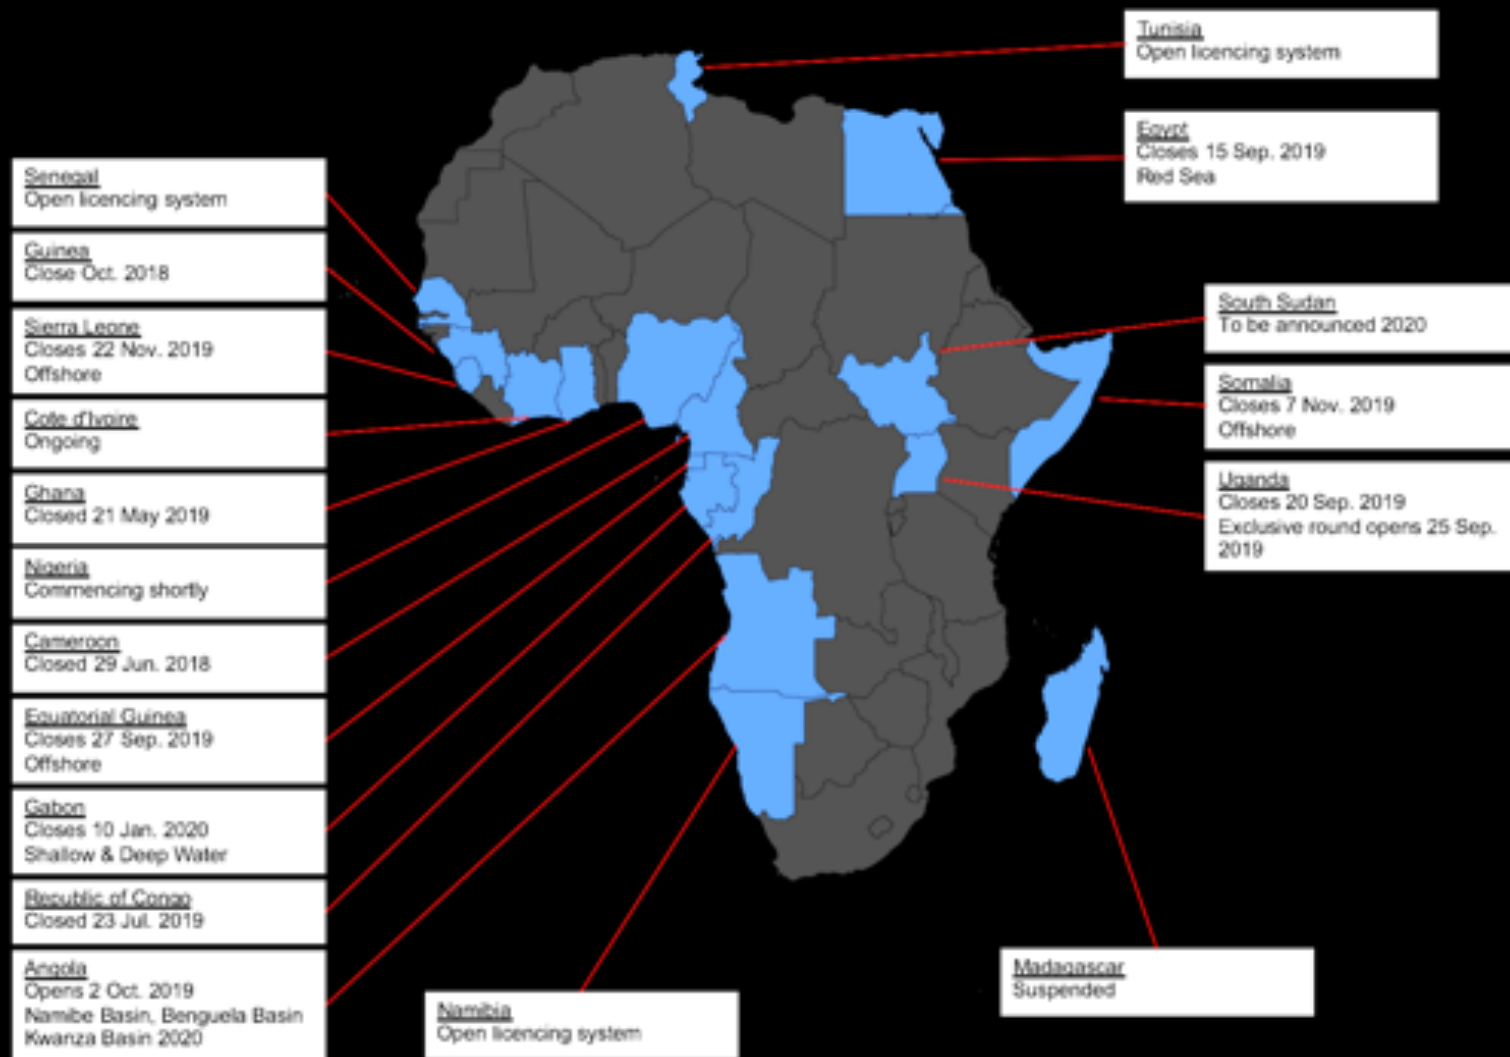 Tunisia
Open licencing system
Egypt
Closes 15 Sep. 2019
Red Sea
Senegal
Open licencing system
Guinea
Close Oct. 2018
Sierra Leone
Closes 22 Nov. 2019
Offshore
Cote d'Ivoire
Ongoing
Ghana
Closed 21 May 2019
Nigeria
Commencing shortly
Cameroon
Closed 29 Jun. 2018
Equatorial Guinea
Closes 27 Sep. 2019
Offshore
Gabon
Closes 10 Jan. 2020
Shallow & Deep Water
Republic of Congo
Closed 23 Jul. 2019
Angola
Opens 2 Oct. 2019
Namibe Basin, Benguela Basin
Kwanza Basin 2020
South Sudan
To be announced 2020
Somalia
Closes 7 Nov. 2019
Offshore
Uganda
Closes 20 Sep. 2019
Exclusive round opens 25 Sep.
2019
Namibia
Open licencing system
Madagascar
Suspended